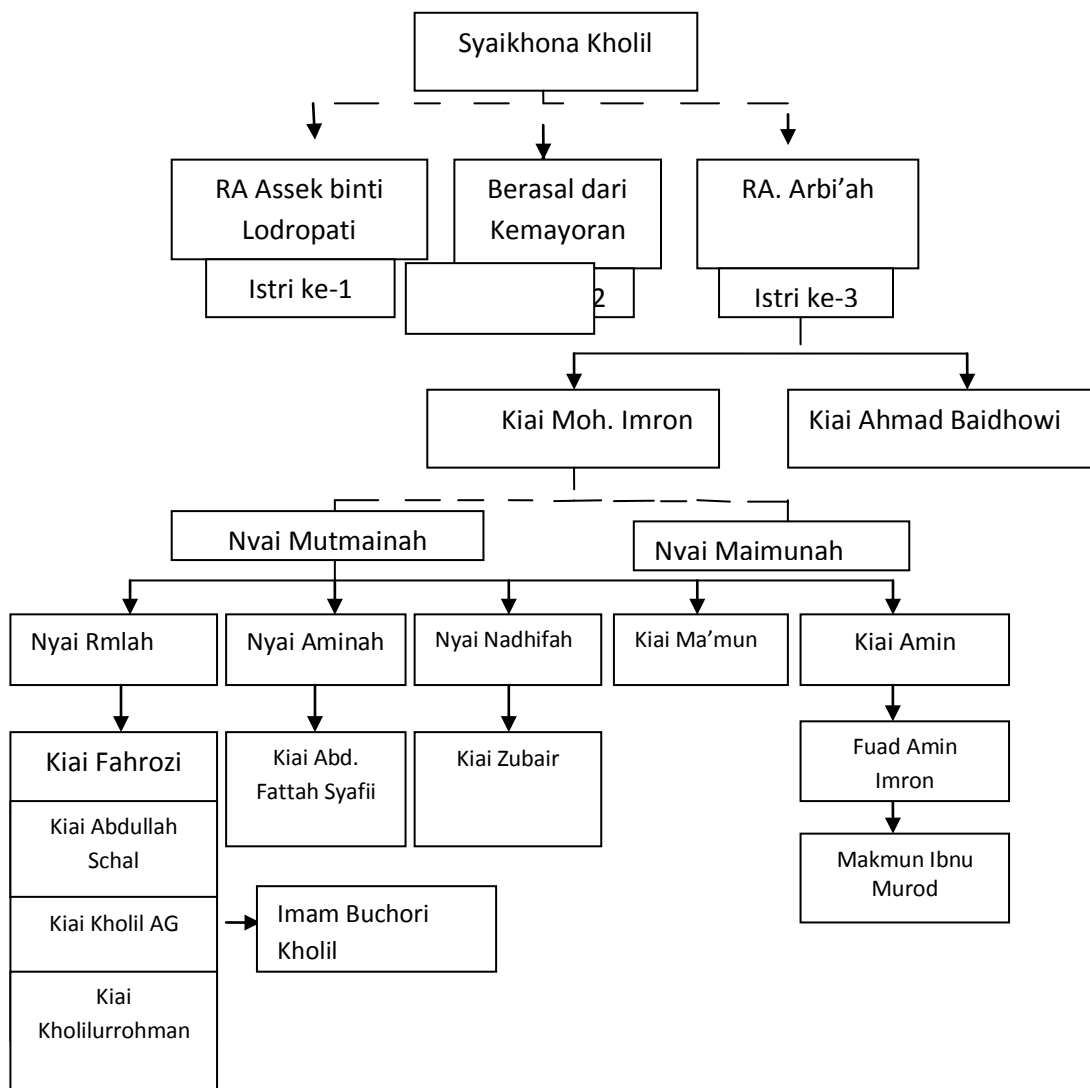 Syaikhona Kholil
RA Assek binti
Lodropati
Berasal dari
Kemayoran
RA. Arbi’ah
Istri ke-1
2
Istri ke-3
Kiai Moh. Imron
Kiai Ahmad Baidhowi
Nyai Mutmainah
Nyai Maimunah
Nyai Rmlah
Nyai Aminah
Nyai Nadhifah
Kiai Ma’mun
Kiai Amin
Kiai Fahrozi
Kiai Abd.
Fattah Syafii
Kiai Zubair
Fuad Amin
Imron
Kiai Abdullah
Schal
Makmun Ibnu
Murod
Kiai Kholil AG
Imam Buchori
Kholil
Kiai
Kholilurrohman